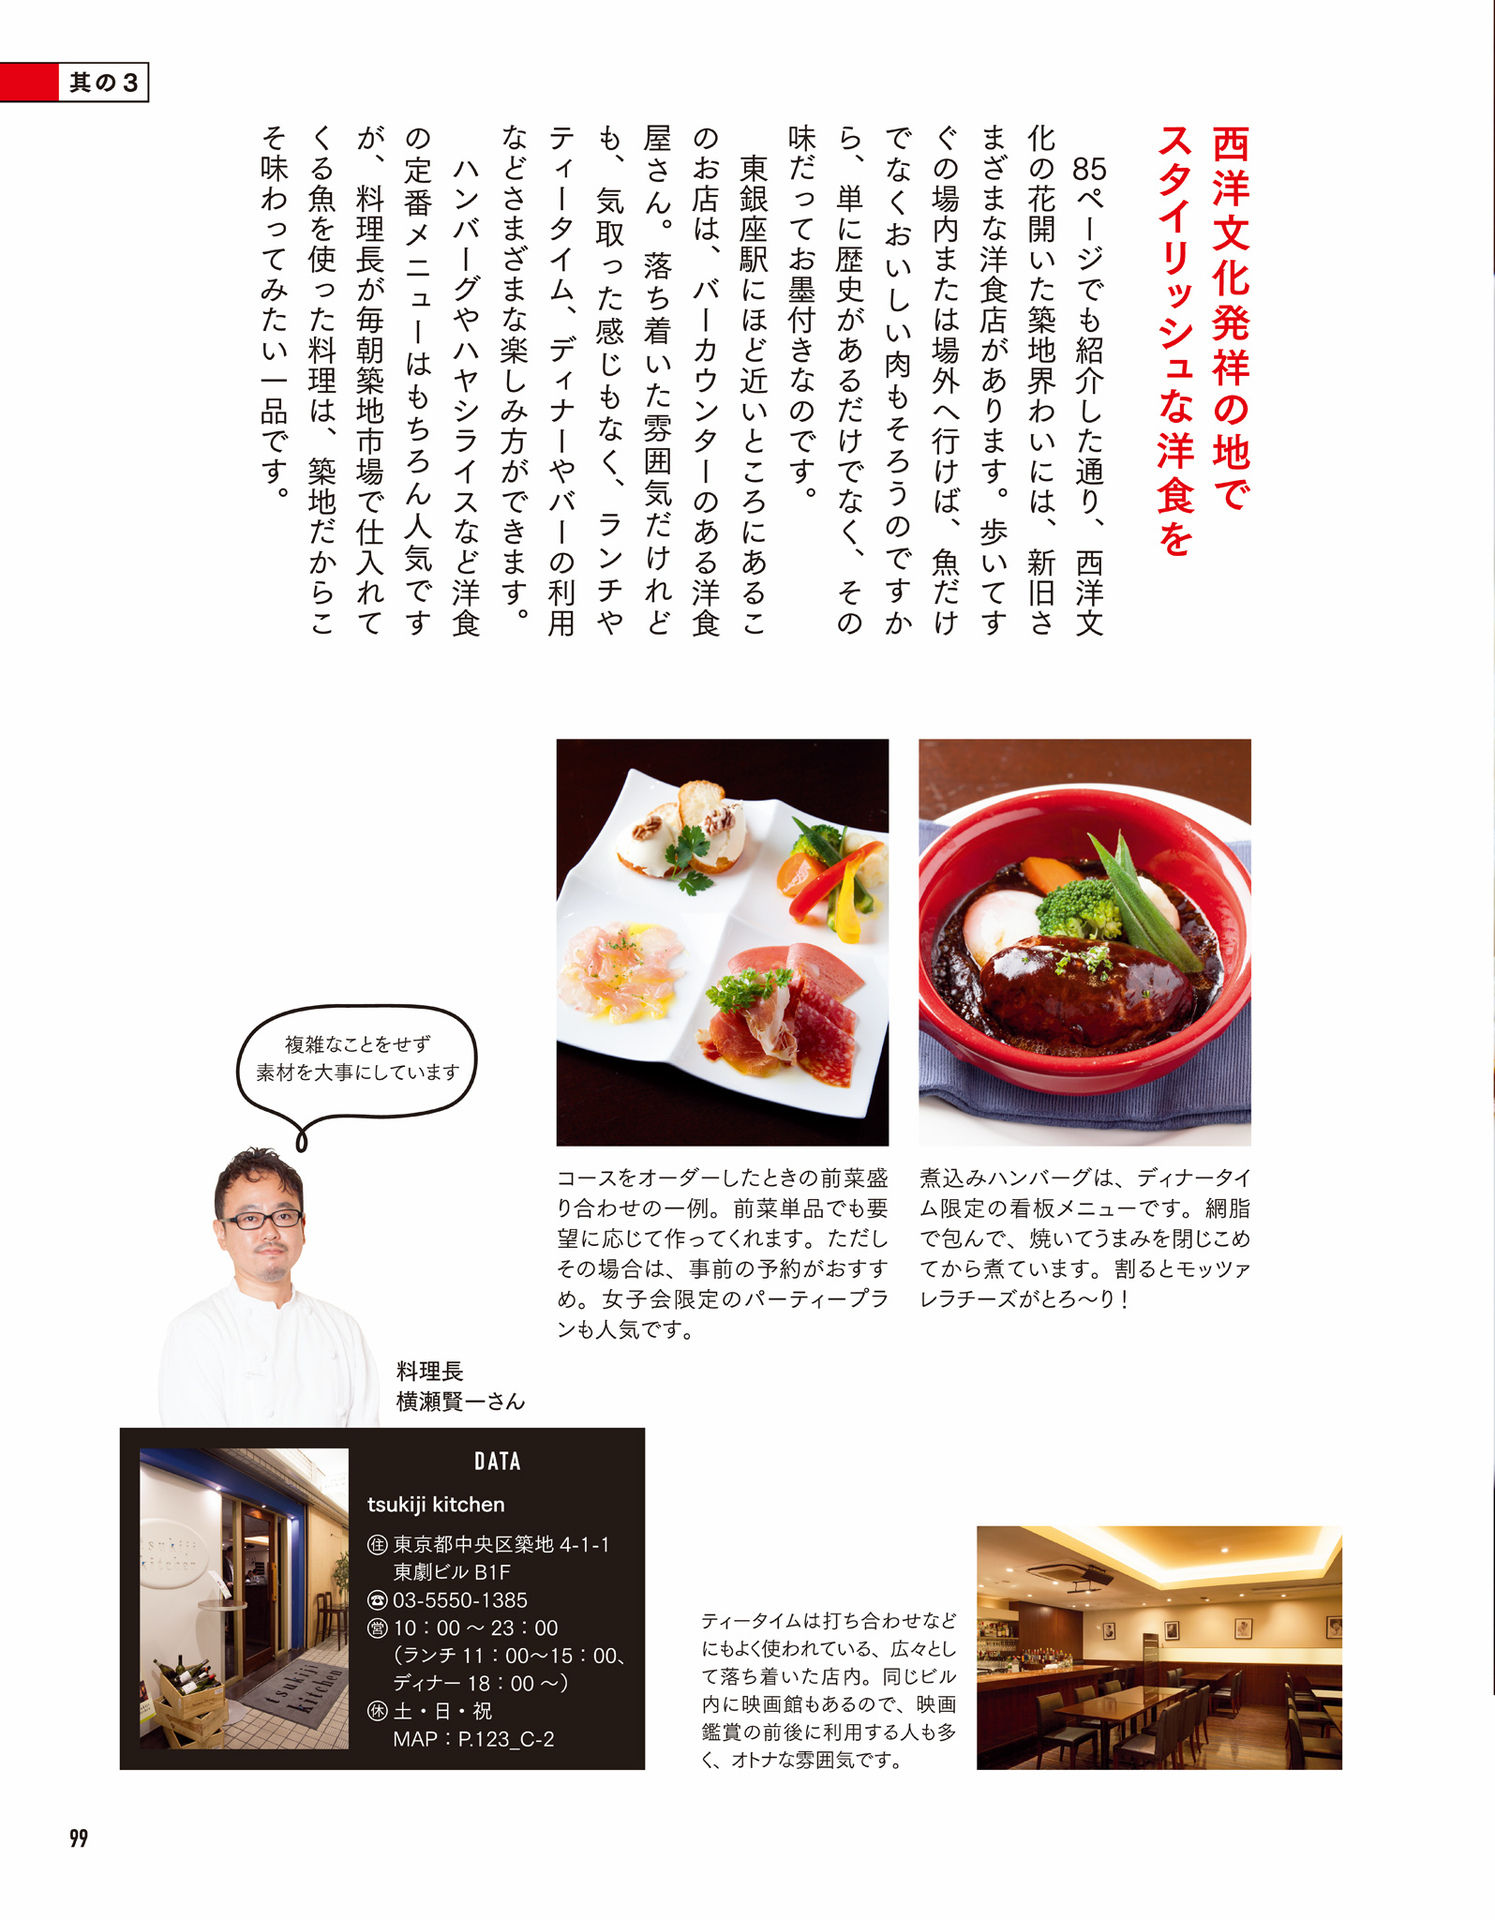 其の3
西洋文化発祥の地で
スタイリッシュな洋食を
85ページでも紹介した通り、西洋文
化の花開いた築地界わいには、新旧さ
まざまな洋食店があります。歩いてす
ぐの場内または場外へ行けば、魚だけ
でなくおいしい肉もそろうのですか
ら、単に歴史があるだけでなく、その
味だってお墨付きなのです。
東銀座駅にほど近いところにあるこ
のお店は、バーカウンターのある洋食
屋さん。落ち着いた雰囲気だけれど
も、気取った感じもなく、ランチや
ティータイム、ディナーやバーの利用
などさまざまな楽しみ方ができます。
ハンバーグやハヤシライスなど洋食
の定番メニューはもちろん人気です
が、料理長が毎朝築地市場で仕入れて
くる魚を使った料理は、築地だからこ
そ味わってみたい一品です。
煮込みハンバーグは、ディナータイ
ム限定の看板メニューです。網脂
で包んで、焼いてうまみを閉じこめ
てから煮ています。割るとモッツァ
レラチーズがとろ〜り！
コースをオーダーしたときの前菜盛
り合わせの一例。前菜単品でも要
望に応じて作ってくれます。ただし
その場合は、事前の予約がおすす
め。女子会限定のパーティープラ
ンも人気です。
複雑なことをせず
素材を大事にしています
料理長
横瀬賢一さん
DATA
tsukiji kitchen
住 東京都中央区築地 4-1-1
東劇ビル B1F
☎ 03-5550-1385
営 10：00 〜 23：00
（ランチ 11：00〜15：00、
ディナー 18：00 〜）
休 土・日・祝
MAP：P.123_C-2
tsukiji
kitchen
tsukiji
kitchen
ティータイムは打ち合わせなど
にもよく使われている、広々とし
て落ち着いた店内。同じビル
内に映画館もあるので、映画
鑑賞の前後に利用する人も多
く、オトナな雰囲気です。
99